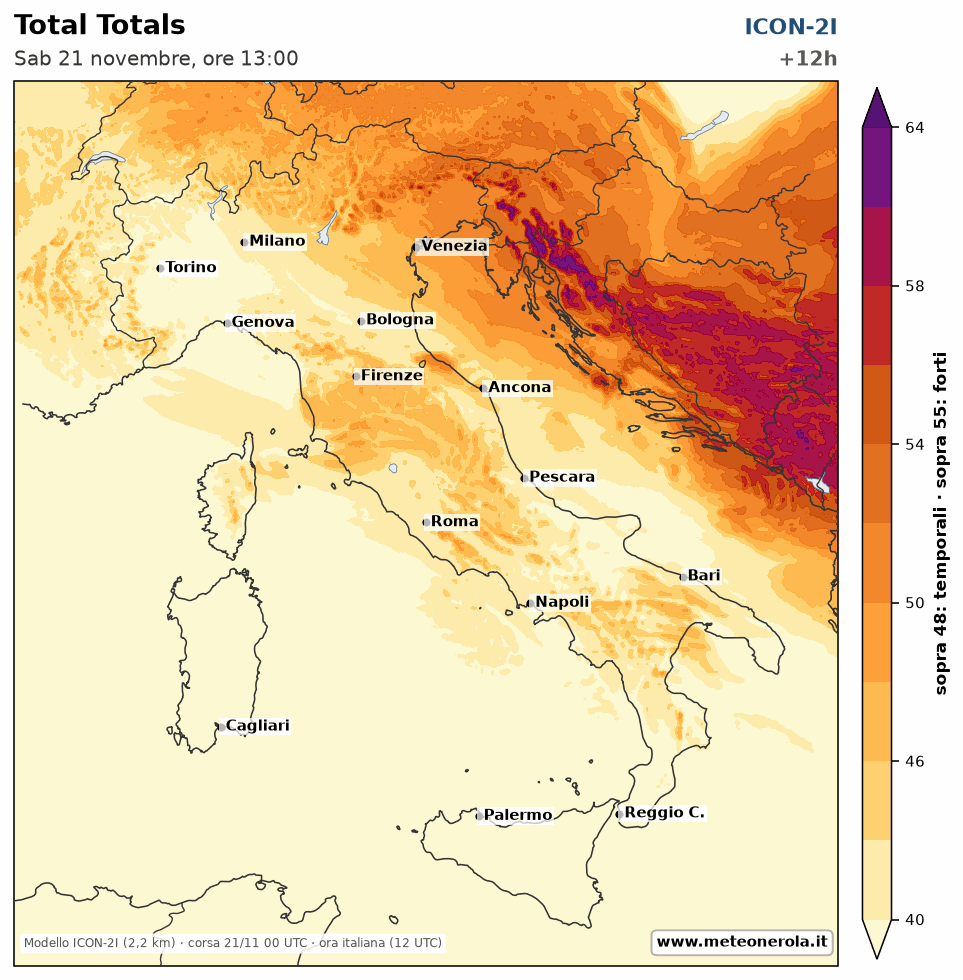 Total Totals
ICON-2I
Sab 21 novembre, ore 13:00
+12h
Milano
Venezia
Torino
Genova
Bologna
Firenze
Ancona
Pescara
Roma
Bari
Napoli
Cagliari
Palermo
Reggio C.
64
58
54
50
46
40
sopra 48: temporali · sopra 55: forti
Modello ICON-2I (2,2 km) · corsa 21/11 00 UTC · ora italiana (12 UTC)
www.meteonerola.it